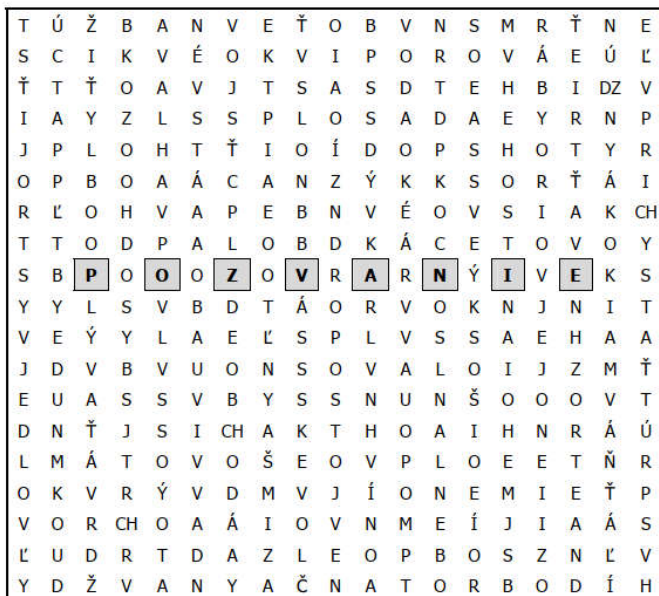 T Ú Ž B A N V E Ť O B V N S M R Ť N E
S C I K V É O K V I P O R O V Á E Ú Ľ
Ť T Ť O A V J T S A S D T E H B I DZ V
I A Y Z L S S P L O S A D A E Y R N P
J P L O H T Ť I O Í D O P S H O T Y R
O P B O A Á C A N Z Ý K K S O R Ť Á I
R Ľ O H V A P E B N V É O V S I A K CH
T T O D P A L O B D K Á C E T O V O Y
S B P O O O Z O V R A R N Ý I V E K S
Y Y L S V B D T Á O R V O K N J N I T
V E Ý Y L A E Ľ S P L V S S A E H A A
J D V B V U O N S O V A L O I J Z M Ť
E U A S S V B Y S S N U N Š O O O V T
D N Ť J S I CH A K T H O A I H N R Á Ú
L M Á T O V O Š E O V P L O E E T Ň R
O K V R Ý V D M V J Í O N E M I E Ť P
V O R CH O A Á I O V N M E Í J I A Á S
Ľ U D R T D A Z L E O P B O S Z N Ľ V
Y D Ž V A N Y A Č N A T O R B O D Í H